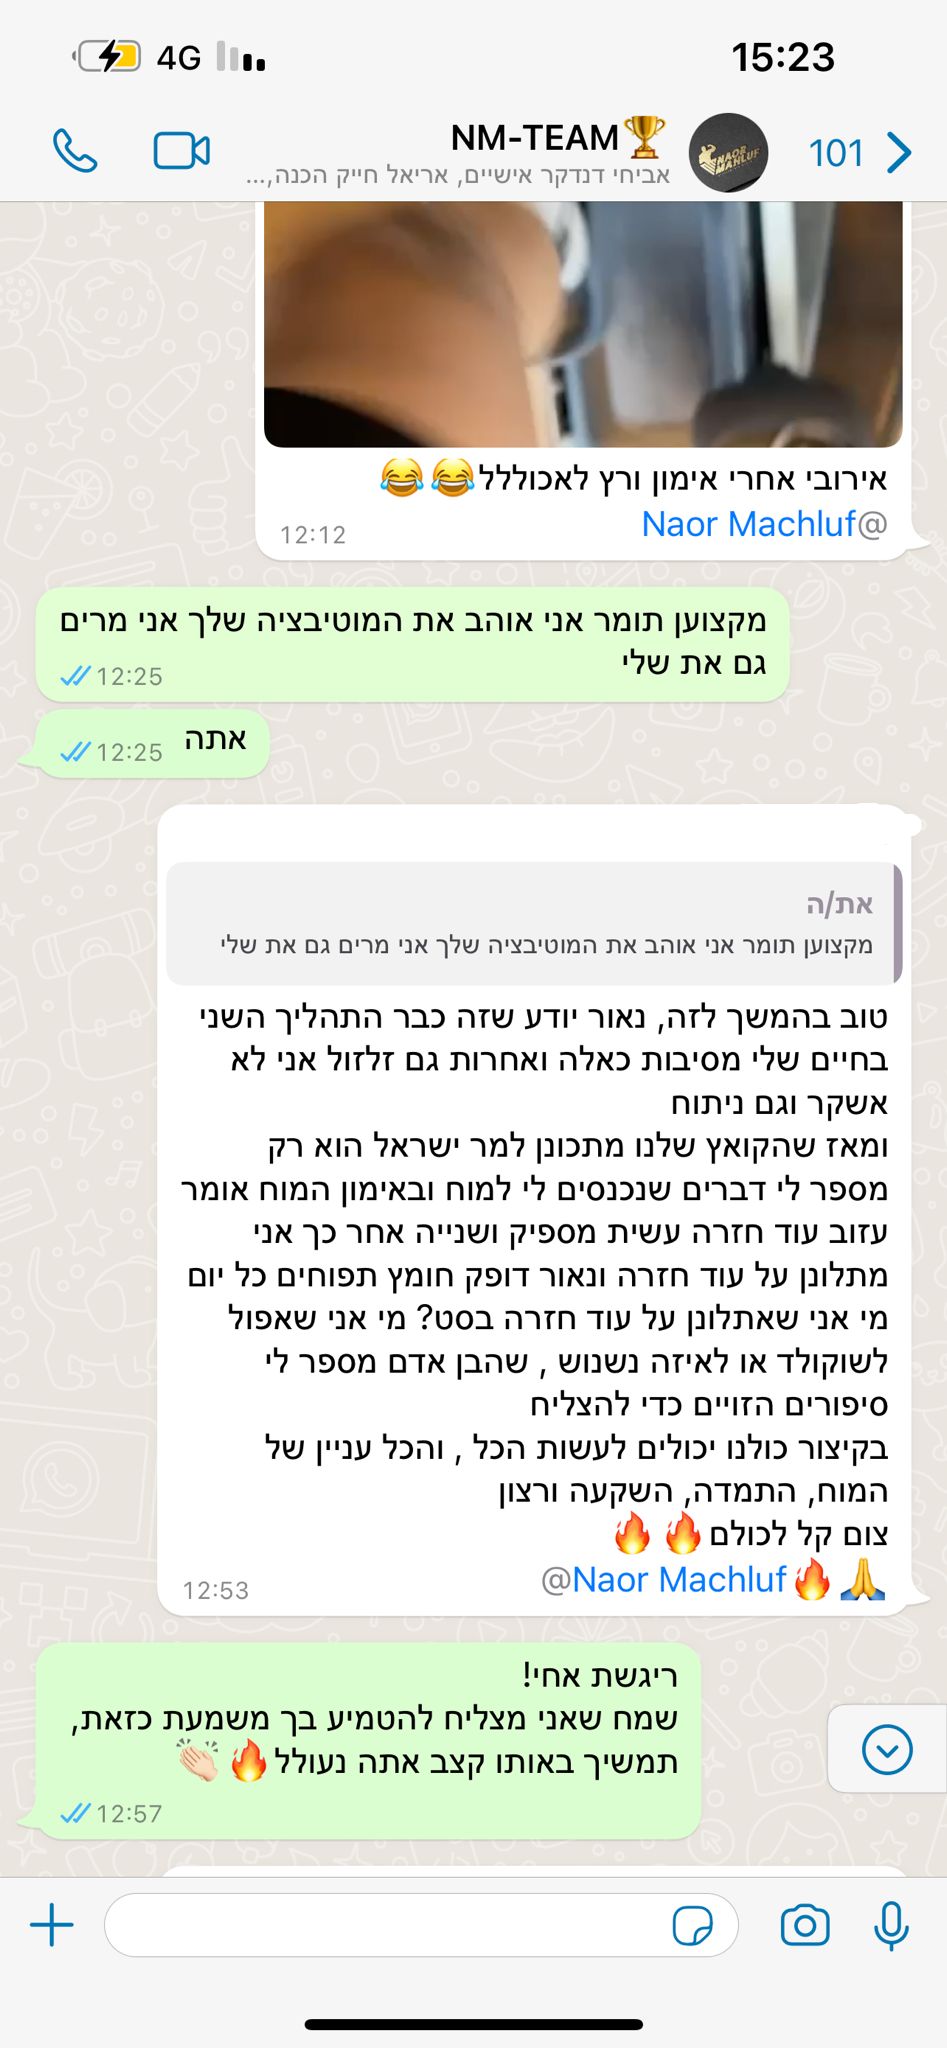 4G
15:23
NM-TEAM🏆
101
אביחי דנדקר אישיים, אריאל חייק הכנה,...
NAOR
MAHLUF
אירובי אחרי אימון ורץ לאכולללל😂😂
@Naor Machluf
12:12
מקצוען תומר אני אוהב את המוטיבציה שלך אני מרים
גם את שלי
12:25
אתה
12:25
את/ה
מקצוען תומר אני אוהב את המוטיבציה שלך אני מרים גם את שלי
טוב בהמשך לזה, נאור יודע שזה כבר התהליך השני
בחיים שלי מסיבות כאלה ואחרות גם זלזול אני לא
אשקר וגם ניתוח
ומאז שהקואץ שלנו מתכונן למר ישראל הוא רק
מספר לי דברים שנכנסים לי למוח ובאימון המוח אומר
עזוב עוד חזרה עשית מספיק ושנייה אחר כך אני
מתלונן על עוד חזרה ונאור דופק חומץ תפוחים כל יום
מי אני שאתלונן על עוד חזרה בסט? מי אני שאפול
לשוקולד או לאיזה נשנוש , שהבן אדם מספר לי
סיפורים הזויים כדי להצליח
בקיצור כולנו יכולים לעשות הכל , והכל עניין של
המוח, התמדה, השקעה ורצון
צום קל לכולם🔥🔥
🙏🔥@Naor Machluf
12:53
ריגשת אחי!
שמח שאני מצליח להטמיע בך משמעת כזאת,
תמשיך באותו קצב אתה נעולל🔥👏🏻
12:57